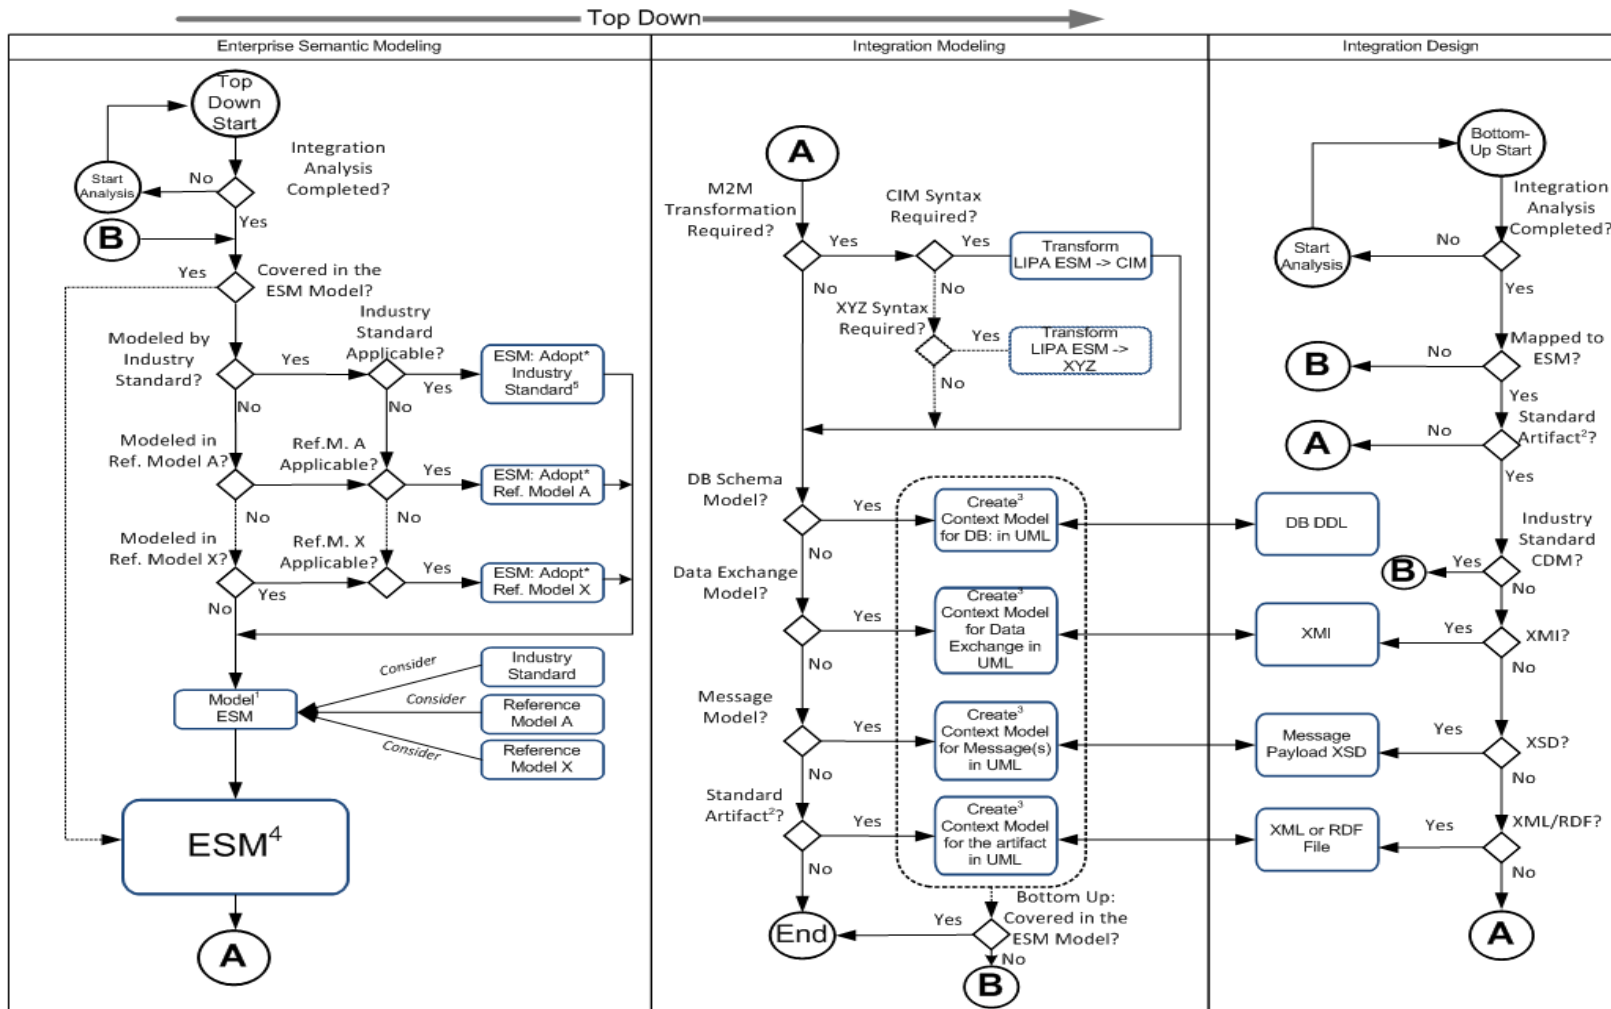 Top Down
Enterprise Semantic Modeling
Top
Down
Start
Integration
Analysis
Completed?
Start
Analysis
No
Yes
B
Yes
Covered in the
ESM Model?
Modeled by
Industry
Standard?
Yes
Industry
Standard
Applicable?
Yes
ESM: Adopt*
Industry
Standard⁵
No
No
Modeled in
Ref. Model A?
Ref.M. A
Applicable?
Yes
ESM: Adopt*
Ref. Model A
No
No
Modeled in
Ref. Model X?
Ref.M. X
Applicable?
Yes
Yes
ESM: Adopt*
Ref. Model X
No
Consider
Industry
Standard
Model¹
ESM
Consider
Reference
Model A
Consider
Reference
Model X
ESM⁴
A
Integration Modeling
A
M2M
Transformation
Required?
CIM Syntax
Required?
Yes
Yes
Transform
LIPA ESM -> CIM
No
No
XYZ Syntax
Required?
Yes
Transform
LIPA ESM ->
XYZ
No
DB Schema
Model?
Yes
Create³
Context Model
for DB: in UML
No
Data Exchange
Model?
Yes
Create³
Context Model
for Data
Exchange in
UML
No
Message
Model?
Yes
Create³
Context Model
for Message(s)
in UML
No
Standard
Artifact²?
Yes
Create³
Context Model
for the artifact
in UML
No
End
Yes
Bottom Up:
Covered in the
ESM Model?
No
B
Integration Design
Bottom-
Up Start
Integration
Analysis
Completed?
No
Start
Analysis
Yes
Mapped to
ESM?
No
B
Yes
Standard
Artifact²?
No
A
Yes
DB DDL
Industry
Standard
CDM?
Yes
B
No
XMI
Yes
XMI?
No
Message
Payload XSD
Yes
XSD?
No
XML or RDF
File
Yes
XML/RDF?
No
A